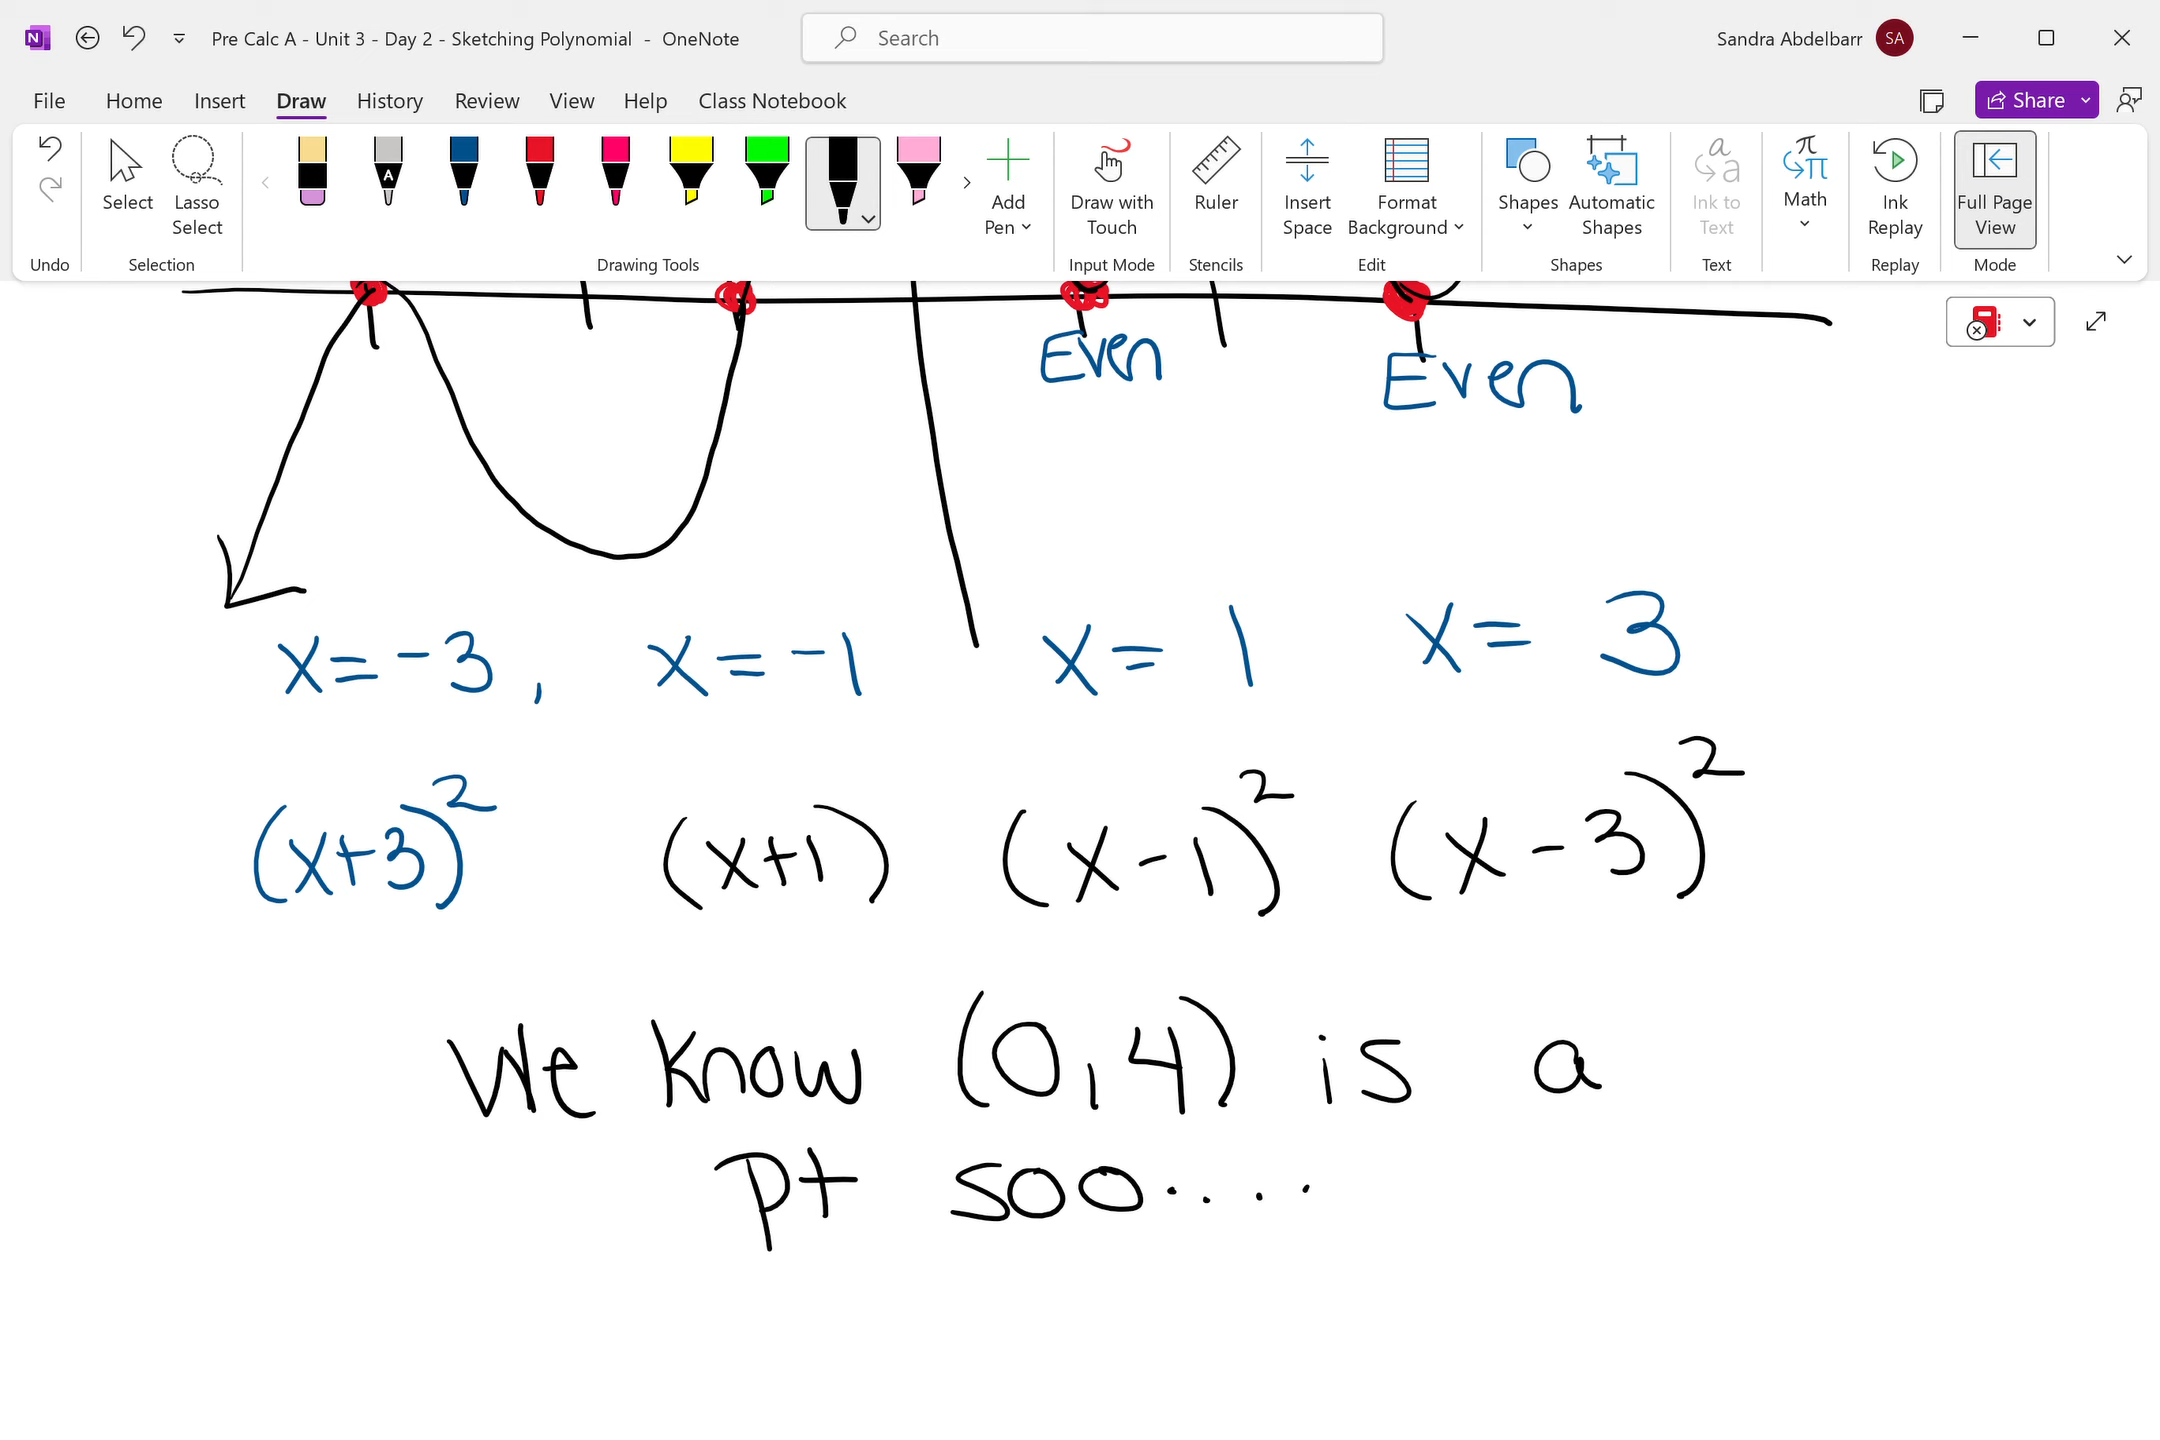 Pre Calc A - Unit 3 - Day 2 - Sketching Polynomial - OneNote
Search
Sandra Abdelbarr SA
File Home Insert Draw History Review View Help Class Notebook Share
Undo
Select
Lasso Select
Selection
A
Drawing Tools
Add Pen
Draw with Touch
Input Mode
Ruler
Stencils
Insert Space
Format Background
Edit
Shapes
Automatic Shapes
Shapes
Ink to Text
Text
Math
Ink Replay
Replay
Full Page View
Mode
Even Even
x=-3, x=-1 x=1 x=3
(x+3)² (x+1) (x-1)² (x-3)²
We know (0,4) is a
pt soo....